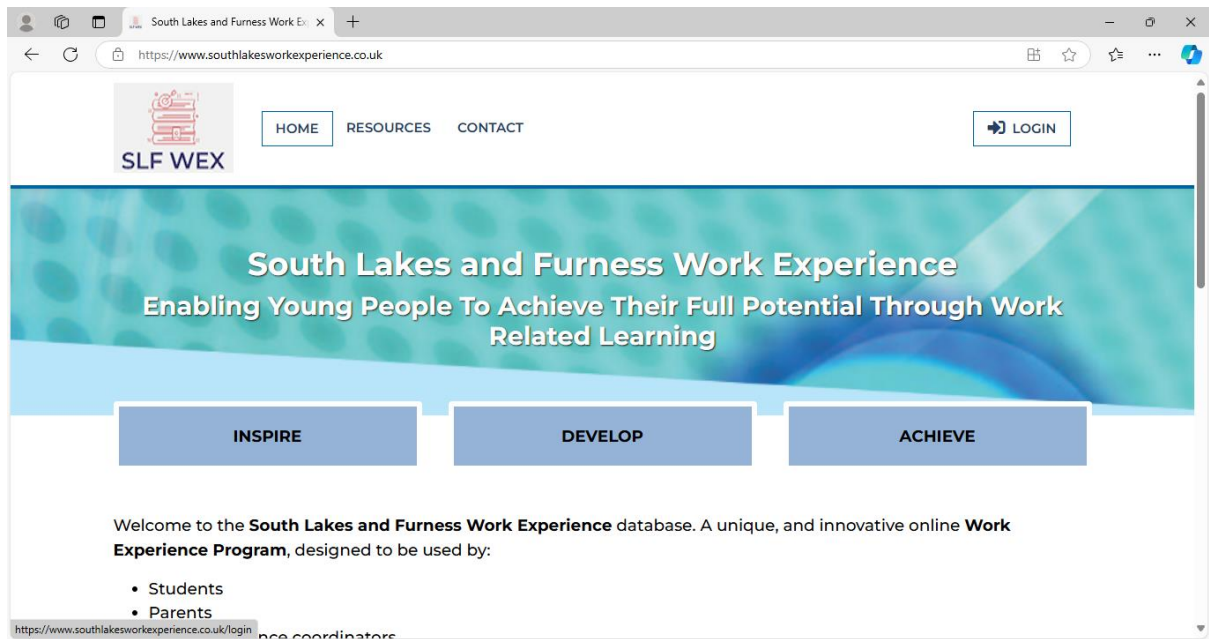 South Lakes and Furness Work Ex
https://www.southlakesworkexperience.co.uk
SLF WEX
HOME
RESOURCES
CONTACT
LOGIN
South Lakes and Furness Work Experience
Enabling Young People To Achieve Their Full Potential Through Work
Related Learning
INSPIRE
DEVELOP
ACHIEVE
Welcome to the South Lakes and Furness Work Experience database. A unique, and innovative online Work
Experience Program, designed to be used by:
• Students
• Parents
nce coordinators
https://www.southlakesworkexperience.co.uk/login